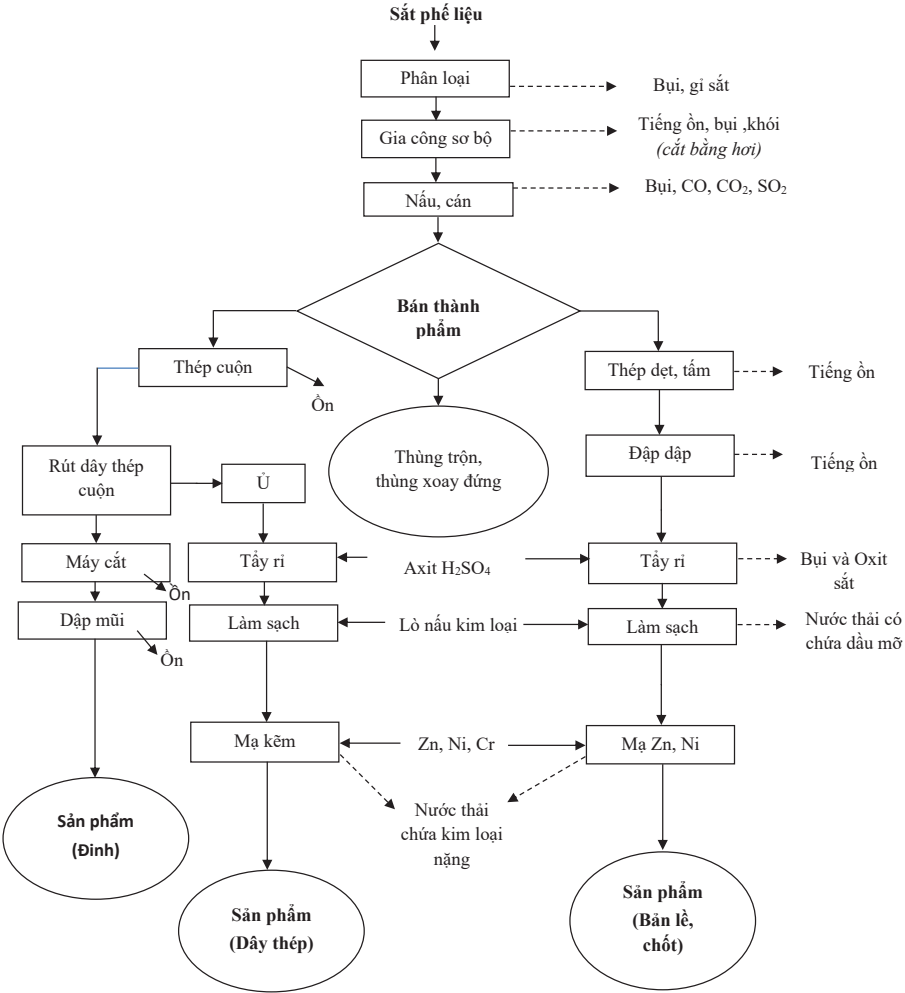 Sắt phế liệu
Phân loại
Bụi, gỉ sắt
Gia công sơ bộ
Tiếng ồn, bụi ,khói
(cắt bằng hơi)
Nấu, cán
Bụi, CO, CO₂, SO₂
Bán thành
phẩm
Thép cuộn
Ồn
Thép dẹt, tấm
Tiếng ồn
Thùng trộn,
thùng xoay đứng
Rút dây thép
cuộn
Ủ
Đập dập
Tiếng ồn
Máy cắt
Ồn
Tẩy rỉ
Axit H₂SO₄
Tẩy rỉ
Bụi và Oxit
sắt
Dập mũi
Ồn
Làm sạch
Lò nấu kim loại
Làm sạch
Nước thải có
chứa dầu mỡ
Mạ kẽm
Zn, Ni, Cr
Mạ Zn, Ni
Nước thải
chứa kim loại
nặng
Sản phẩm
(Đinh)
Sản phẩm
(Dây thép)
Sản phẩm
(Bản lề,
chốt)